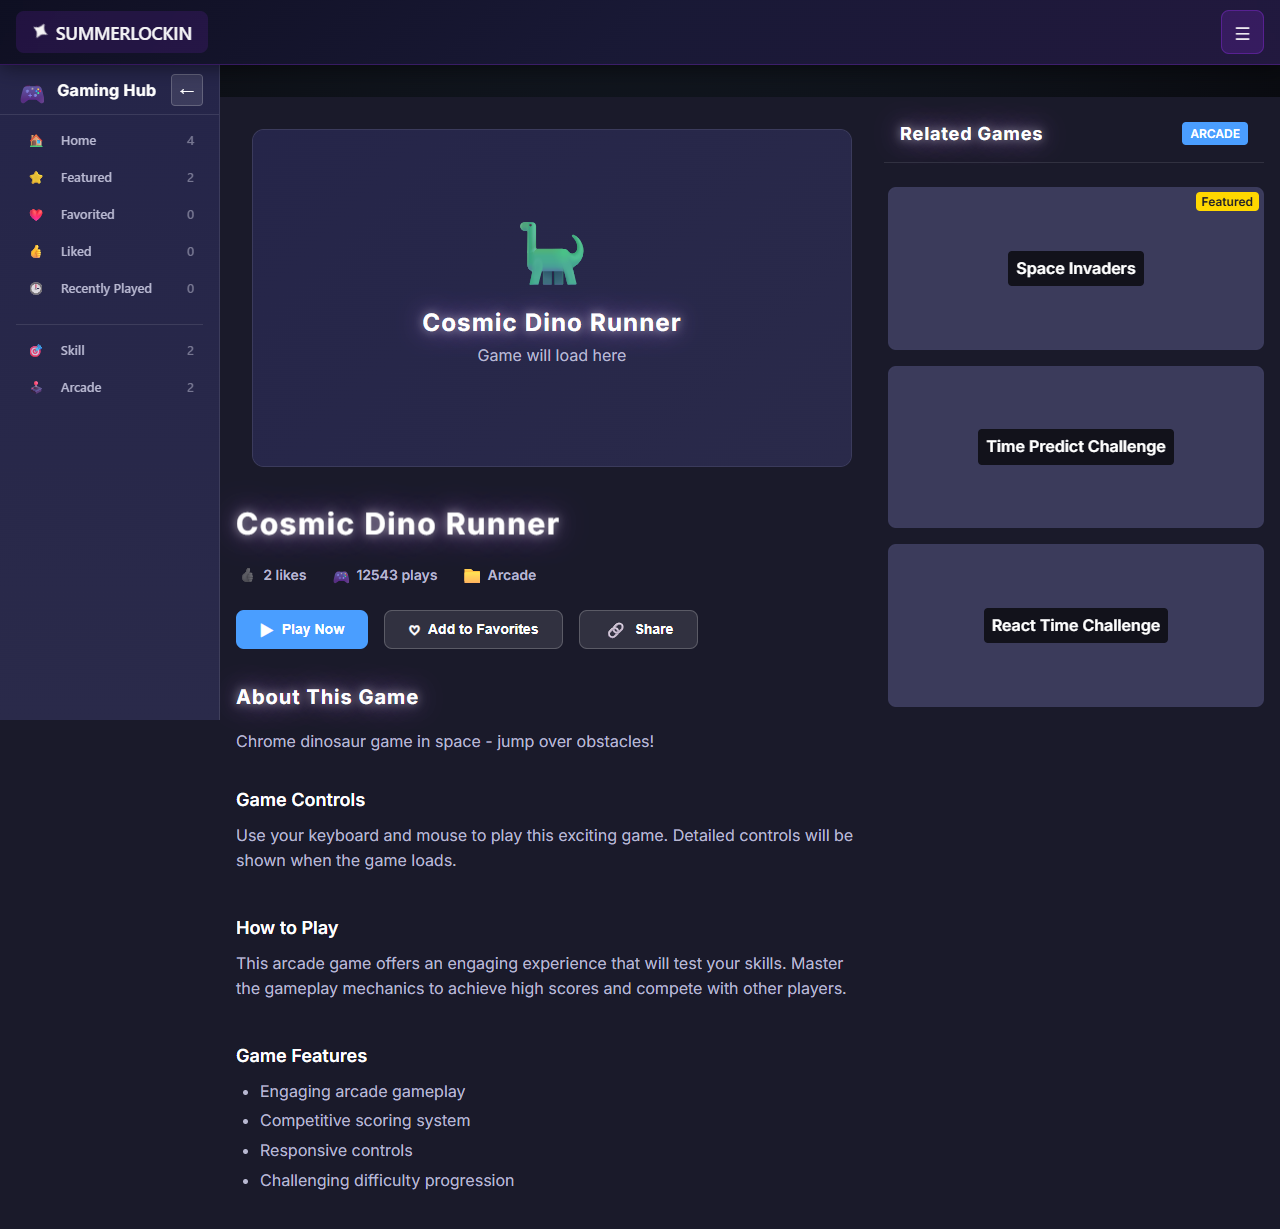 SUMMERLOCKIN
Gaming Hub
Home 4
Featured 2
Favorited 0
Liked 0
Recently Played 0
Skill 2
Arcade 2
Cosmic Dino Runner
Game will load here
Cosmic Dino Runner
2 likes 12543 plays Arcade
Play Now Add to Favorites Share
About This Game
Chrome dinosaur game in space - jump over obstacles!
Game Controls
Use your keyboard and mouse to play this exciting game. Detailed controls will be
shown when the game loads.
How to Play
This arcade game offers an engaging experience that will test your skills. Master
the gameplay mechanics to achieve high scores and compete with other players.
Game Features
• Engaging arcade gameplay
• Competitive scoring system
• Responsive controls
• Challenging difficulty progression
Related Games ARCADE
Featured
Space Invaders
Time Predict Challenge
React Time Challenge